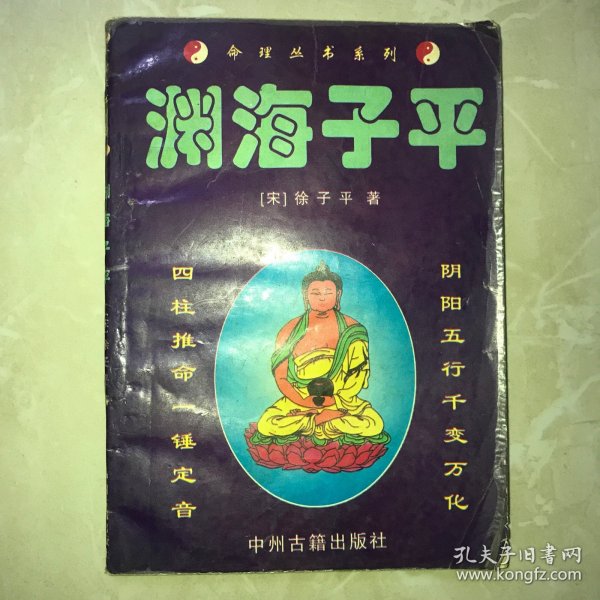 命理丛书系列
渊海子平
[宋]徐子平 著
阴阳五行千变万化
四柱推命一锤定音
中州古籍出版社
孔夫子旧书网
www.kongfz.com